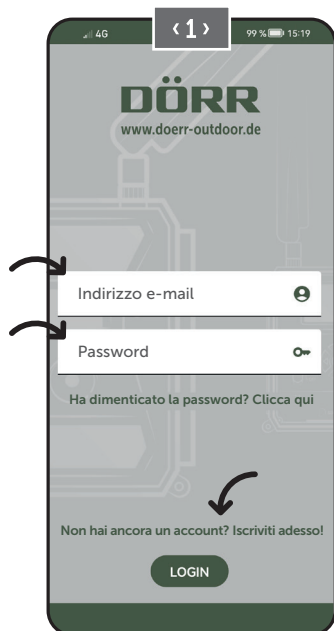 4G
‹1›
99 % 15:19
DÖRR
www.doerr-outdoor.de
Indirizzo e-mail
Password
Ha dimenticato la password? Clicca qui
Non hai ancora un account? Iscriviti adesso!
LOGIN